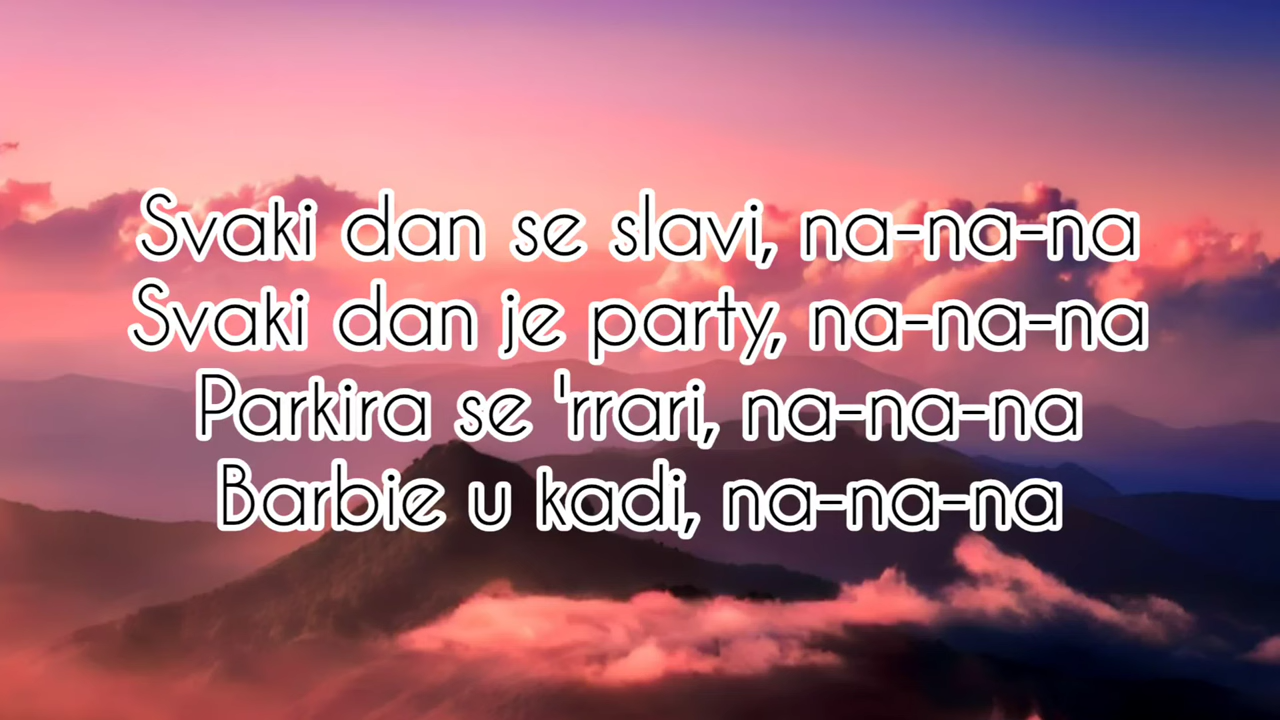 Svaki dan se slavi, na-na-na
Svaki dan je party, na-na-na
Parkira se 'rrari, na-na-na
Barbie u kadi, na-na-na